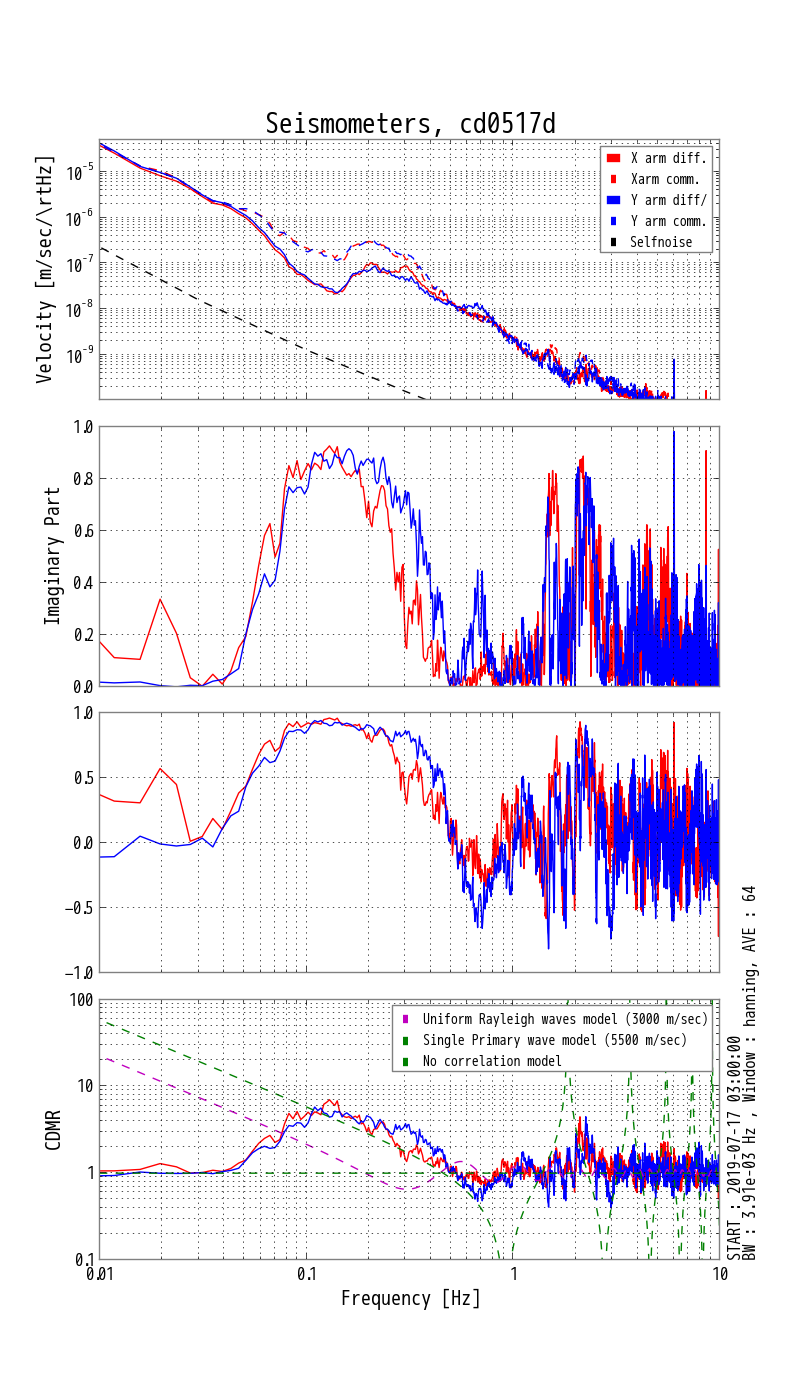 Seismometers, cd0517d
Velocity [m/sec/\rtHz]
10^-5
10^-6
10^-7
10^-8
10^-9
X arm diff.
Xarm comm.
Y arm diff/
Y arm comm.
Selfnoise
Imaginary Part
1.0
0.8
0.6
0.4
0.2
0.0
1.0
0.5
0.0
−0.5
−1.0
CDMR
100
10
1
0.1
Uniform Rayleigh waves model (3000 m/sec)
Single Primary wave model (5500 m/sec)
No correlation model
0.01
0.1
1
10
Frequency [Hz]
START : 2019-07-17 03:00:00
BW : 3.91e-03 Hz , Window : hanning, AVE : 64